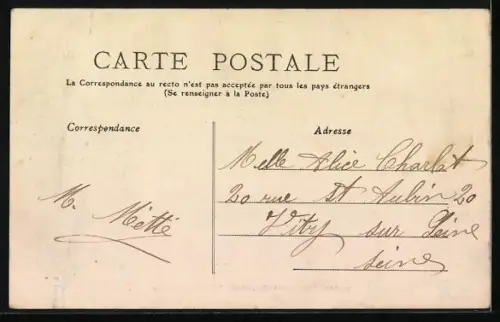 CARTE POSTALE
La Correspondance au recto n'est pas acceptée par tous les pays étrangers
(Se renseigner à la Poste)
Correspondance
M. Métté
Adresse
Melle Alice Charlat
20 rue St Aubin 20
Vitry sur Seine
Seine